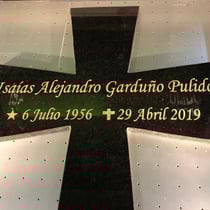 Isaías Alejandro Garduño Pulido
★ 6 Julio 1956 ✝ 29 Abril 2019